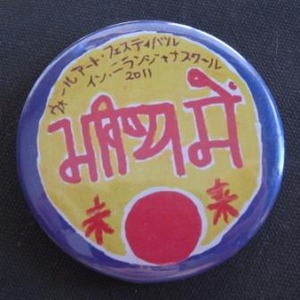 ウォールアート・フェスティバル
イン・ニランジャナスクール
2011
भविष्य में
未来